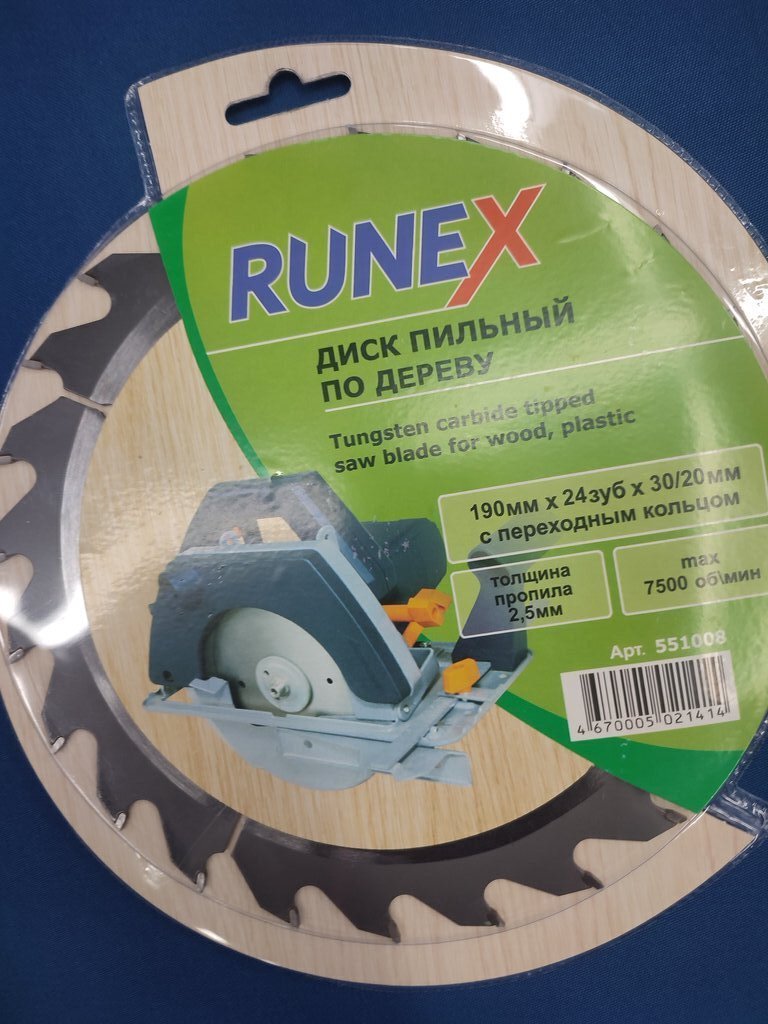 RUNEX
ДИСК ПИЛЬНЫЙ
ПО ДЕРЕВУ
Tungsten carbide tipped
saw blade for wood, plastic
190мм х 24зуб х 30/20мм
с переходным кольцом
толщина
пропила
2,5мм
max
7500 об\мин
Арт. 551008
4 670005 021414